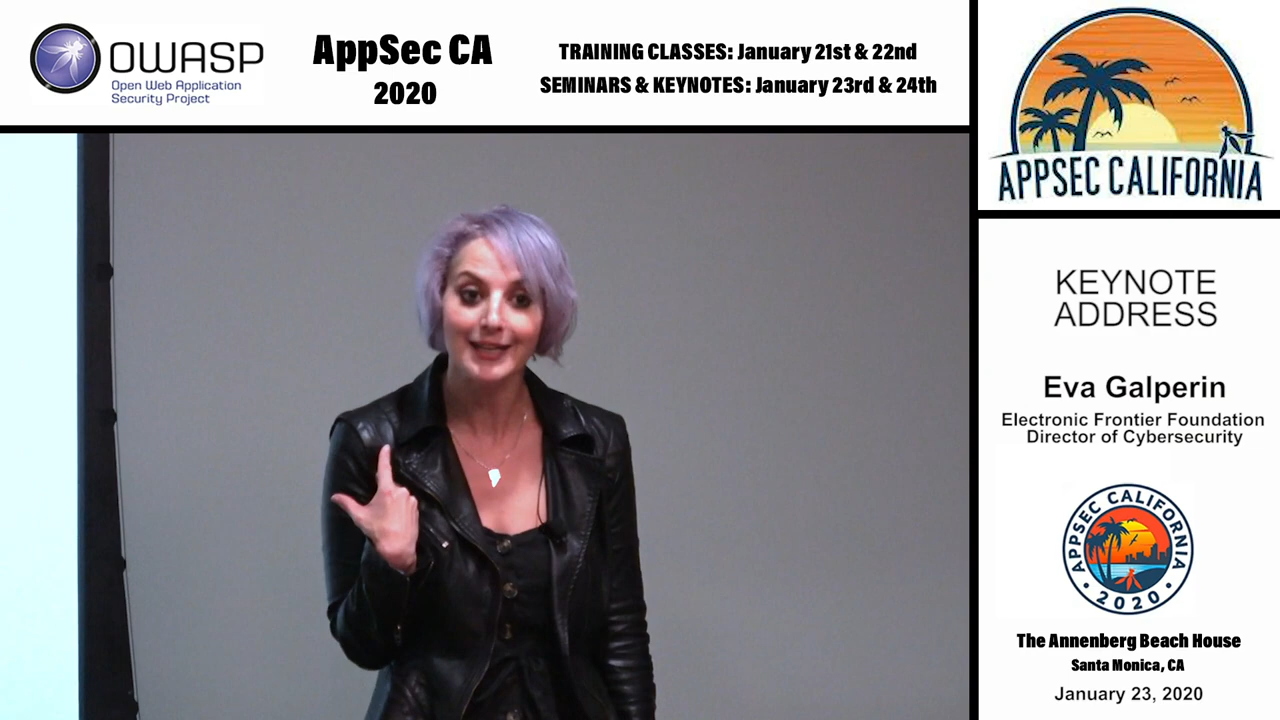 OWASP
Open Web Application
Security Project
AppSec CA
2020
TRAINING CLASSES: January 21st & 22nd
SEMINARS & KEYNOTES: January 23rd & 24th
APPSEC CALIFORNIA
KEYNOTE
ADDRESS
Eva Galperin
Electronic Frontier Foundation
Director of Cybersecurity
APPSEC CALIFORNIA
• 2020 •
The Annenberg Beach House
Santa Monica, CA
January 23, 2020